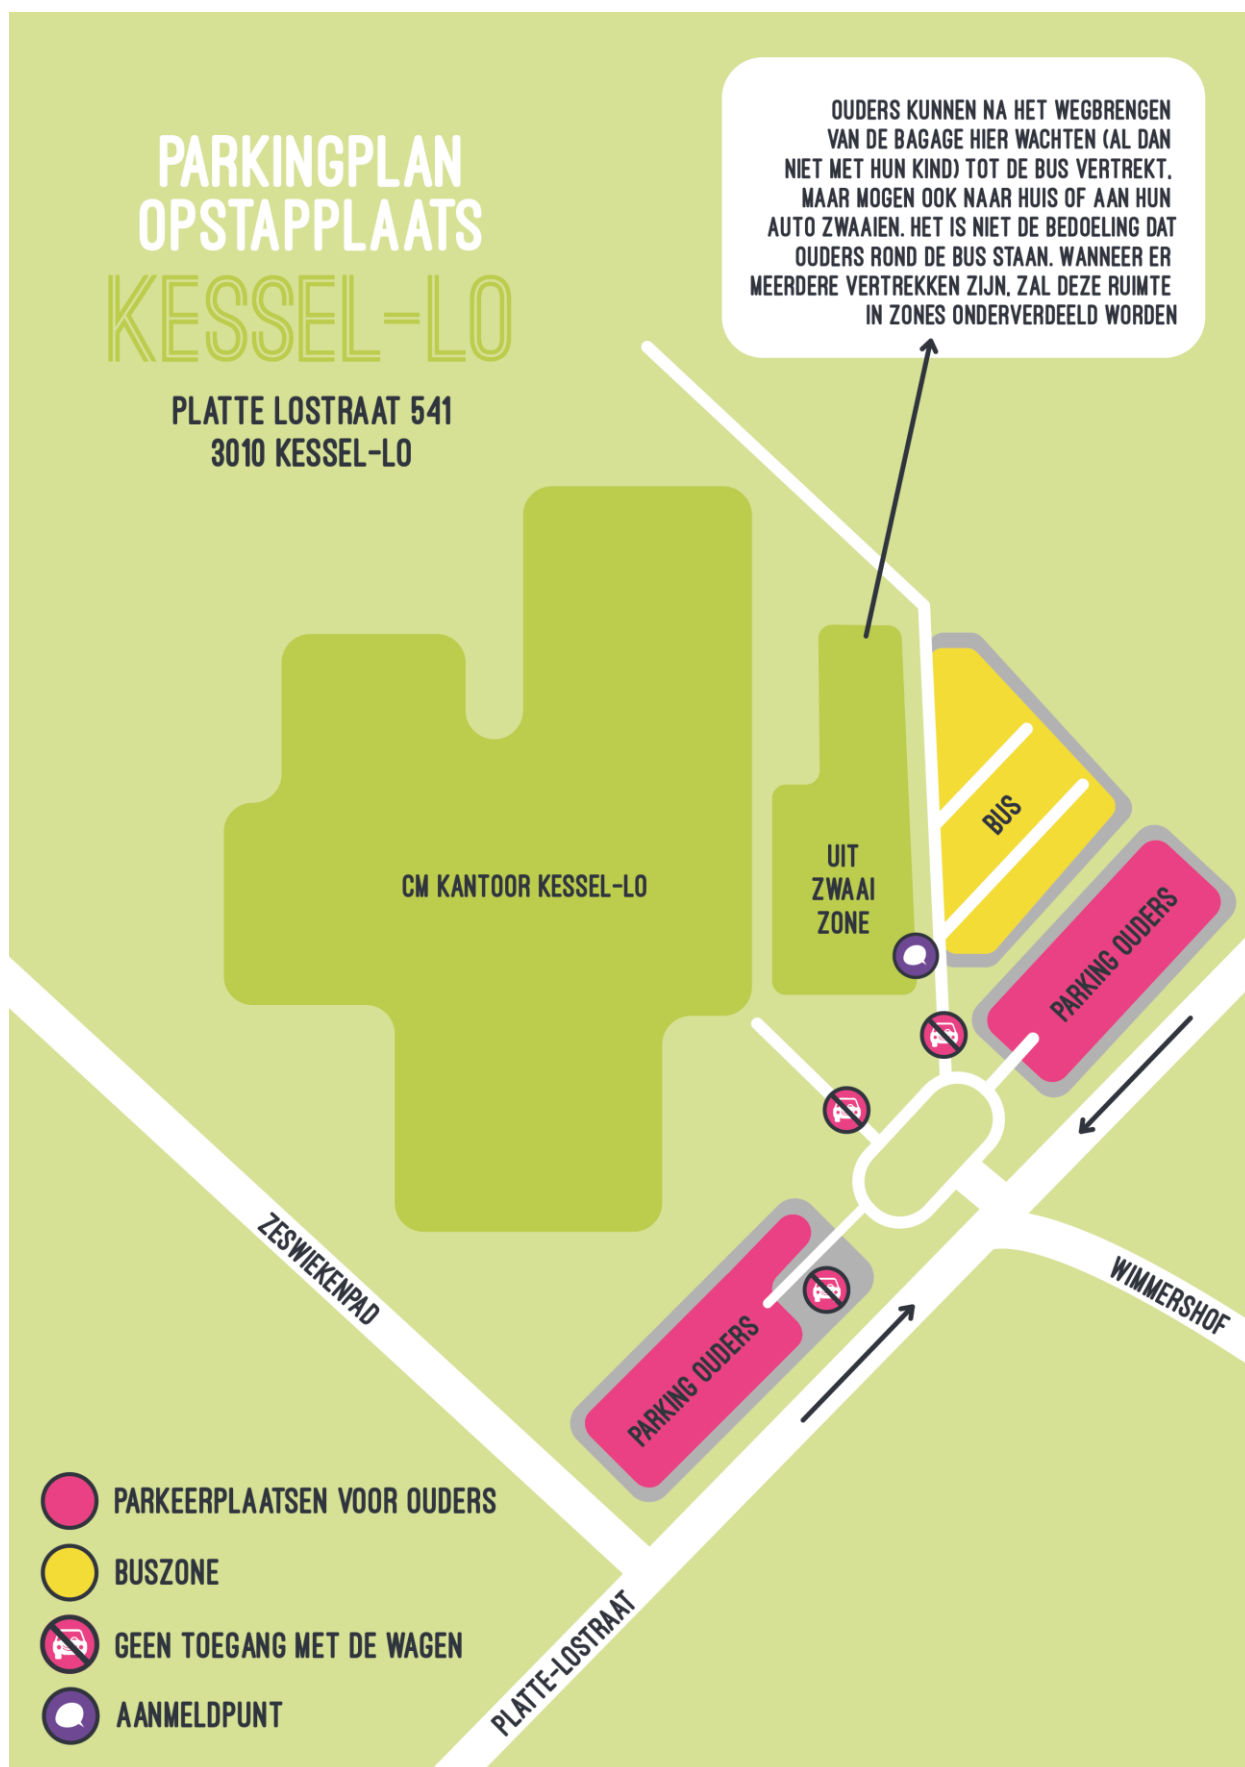 PARKINGPLAN
OPSTAPPLAATS
KESSEL-LO
PLATTE LOSTRAAT 541
3010 KESSEL-LO
OUDERS KUNNEN NA HET WEGBRENGEN
VAN DE BAGAGE HIER WACHTEN (AL DAN
NIET MET HUN KIND) TOT DE BUS VERTREKT.
MAAR MOGEN OOK NAAR HUIS OF AAN HUN
AUTO ZWAAIEN. HET IS NIET DE BEDOELING DAT
OUDERS ROND DE BUS STAAN. WANNEER ER
MEERDERE VERTREKKEN ZIJN, ZAL DEZE RUIMTE
IN ZONES ONDERVERDEELD WORDEN
BUS
UIT
ZWAAI
ZONE
CM KANTOOR KESSEL-LO
PARKING OUDERS
ZESWIEKENPAD
WIMMERSHOF
PARKING OUDERS
PLATTE-LOSTRAAT
PARKEERPLAATSEN VOOR OUDERS
BUSZONE
GEEN TOEGANG MET DE WAGEN
AANMELDPUNT